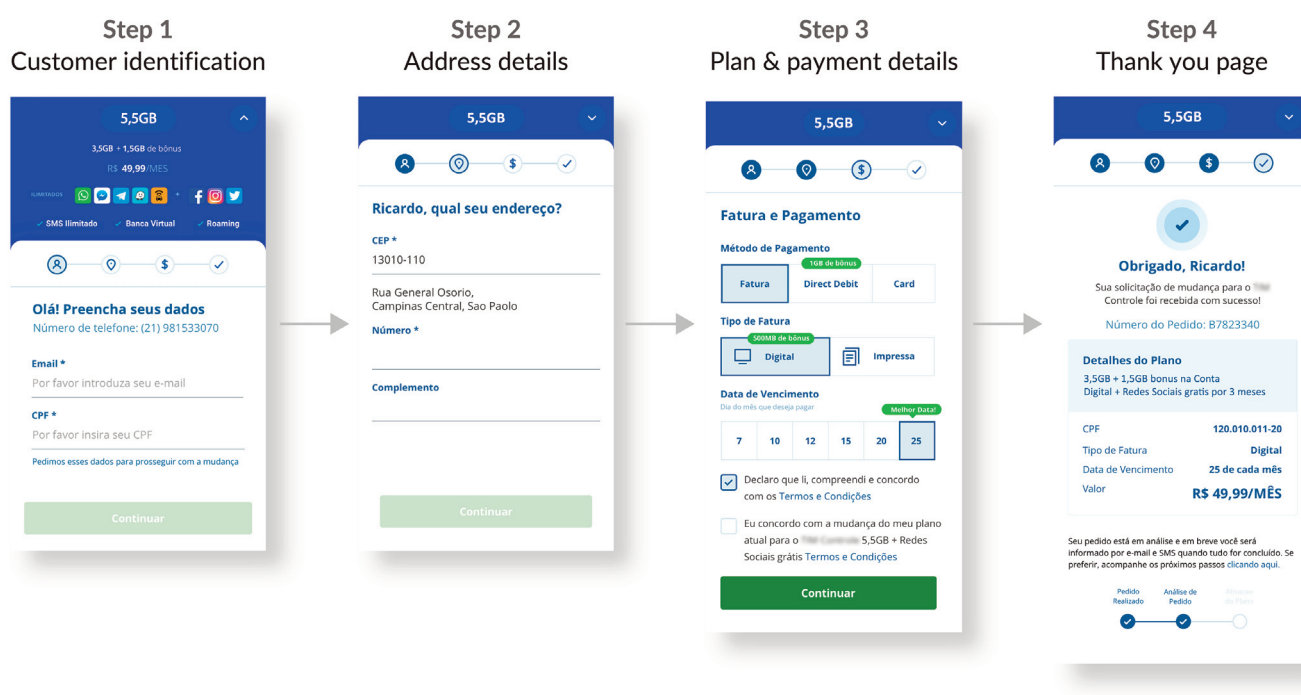 Step 1
Customer identification
5,5GB
3,5GB + 1,5GB de bônus
R$ 49,99/MES
ILIMITADOS
+
SMS Ilimitado
Banca Virtual
Roaming
Olá! Preencha seus dados
Número de telefone: (21) 981533070
Email *
Por favor introduza seu e-mail
CPF *
Por favor insira seu CPF
Pedimos esses dados para prosseguir com a mudança
Continuar
Step 2
Address details
5,5GB
$
Ricardo, qual seu endereço?
CEP *
13010-110
Rua General Osorio,
Campinas Central, Sao Paolo
Número *
Complemento
Continuar
Step 3
Plan & payment details
5,5GB
$
Fatura e Pagamento
Método de Pagamento
1GB de bônus
Fatura Direct Debit Card
Tipo de Fatura
500MB de bônus
Digital Impressa
Data de Vencimento
Dia do mês que deseja pagar
Melhor Data!
7 10 12 15 20 25
Declaro que li, compreendi e concordo
com os Termos e Condições
Eu concordo com a mudança do meu plano
atual para o 5,5GB + Redes
Sociais grátis Termos e Condições
Continuar
Step 4
Thank you page
5,5GB
$
Obrigado, Ricardo!
Sua solicitação de mudança para o
Controle foi recebida com sucesso!
Número do Pedido: B7823340
Detalhes do Plano
3,5GB + 1,5GB bonus na Conta
Digital + Redes Sociais gratis por 3 meses
CPF 120.010.011-20
Tipo de Fatura Digital
Data de Vencimento 25 de cada mês
Valor R$ 49,99/MÊS
Seu pedido está em análise e em breve você será
informado por e-mail e SMS quando tudo for concluído. Se
preferir, acompanhe os próximos passos clicando aqui.
Pedido
Realizado
Análise de
Pedido